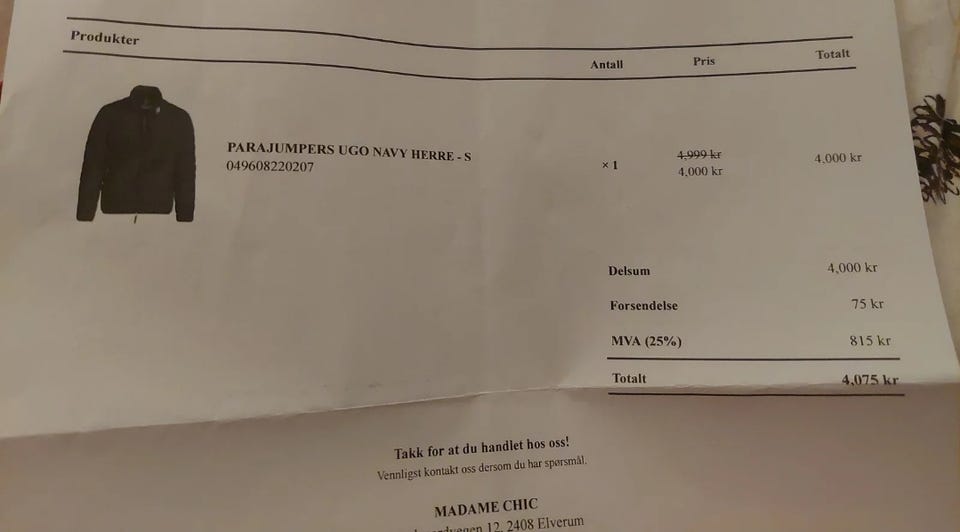 Produkter Antall Pris Totalt
PARAJUMPERS UGO NAVY HERRE - S
049608220207
× 1
4,999 kr
4,000 kr
4,000 kr
Delsum 4,000 kr
Forsendelse 75 kr
MVA (25%) 815 kr
Totalt 4,075 kr
Takk for at du handlet hos oss!
Vennligst kontakt oss dersom du har spørsmål.
MADAME CHIC
12, 2408 Elverum